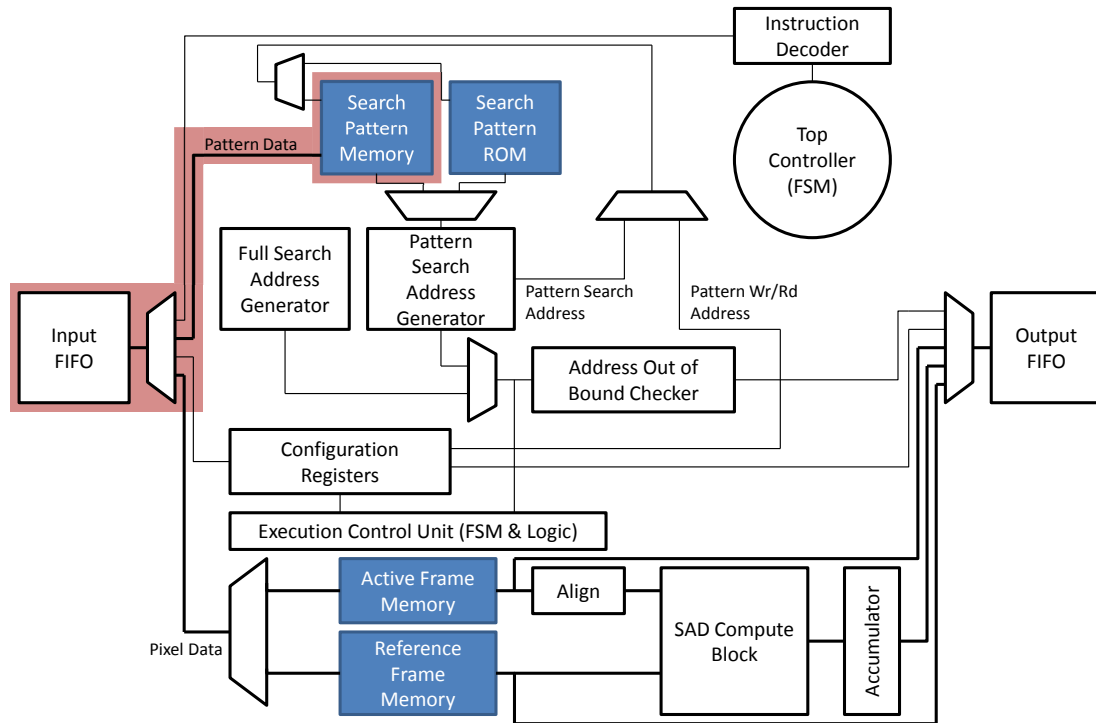 Instruction
Decoder
Top
Controller
(FSM)
Search
Pattern
Memory
Search
Pattern
ROM
Pattern Data
Full Search
Address
Generator
Pattern
Search
Address
Generator
Pattern Search
Address
Pattern Wr/Rd
Address
Input
FIFO
Output
FIFO
Address Out of
Bound Checker
Configuration
Registers
Execution Control Unit (FSM & Logic)
Active Frame
Memory
Align
SAD Compute
Block
Accumulator
Pixel Data
Reference
Frame
Memory